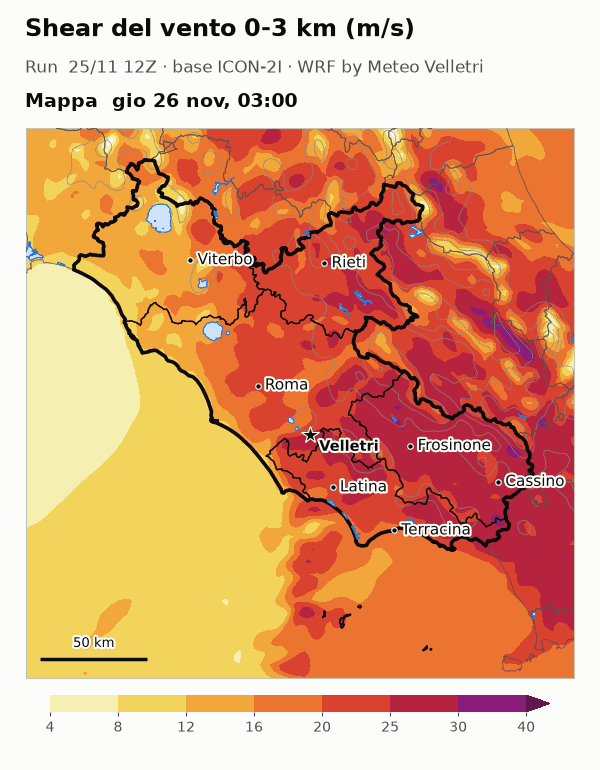 Shear del vento 0-3 km (m/s)
Run  25/11 12Z · base ICON-2I · WRF by Meteo Velletri
Mappa  gio 26 nov, 03:00
Viterbo
Rieti
Roma
Velletri
Frosinone
Cassino
Latina
Terracina
50 km
4 8 12 16 20 25 30 40